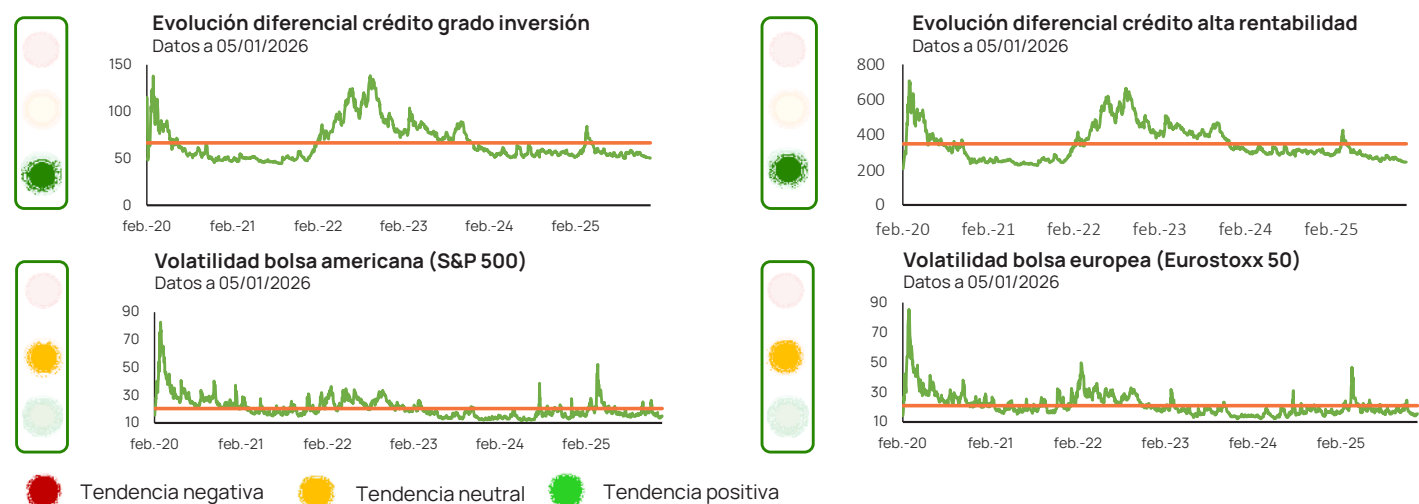 Evolución diferencial crédito grado inversión
Datos a 05/01/2026
150
100
50
0
feb.-20 feb.-21 feb.-22 feb.-23 feb.-24 feb.-25
Evolución diferencial crédito alta rentabilidad
Datos a 05/01/2026
800
600
400
200
0
feb.-20 feb.-21 feb.-22 feb.-23 feb.-24 feb.-25
Volatilidad bolsa americana (S&P 500)
Datos a 05/01/2026
90
70
50
30
10
feb.-20 feb.-21 feb.-22 feb.-23 feb.-24 feb.-25
Volatilidad bolsa europea (Eurostoxx 50)
Datos a 05/01/2026
90
70
50
30
10
feb.-20 feb.-21 feb.-22 feb.-23 feb.-24 feb.-25
Tendencia negativa Tendencia neutral Tendencia positiva